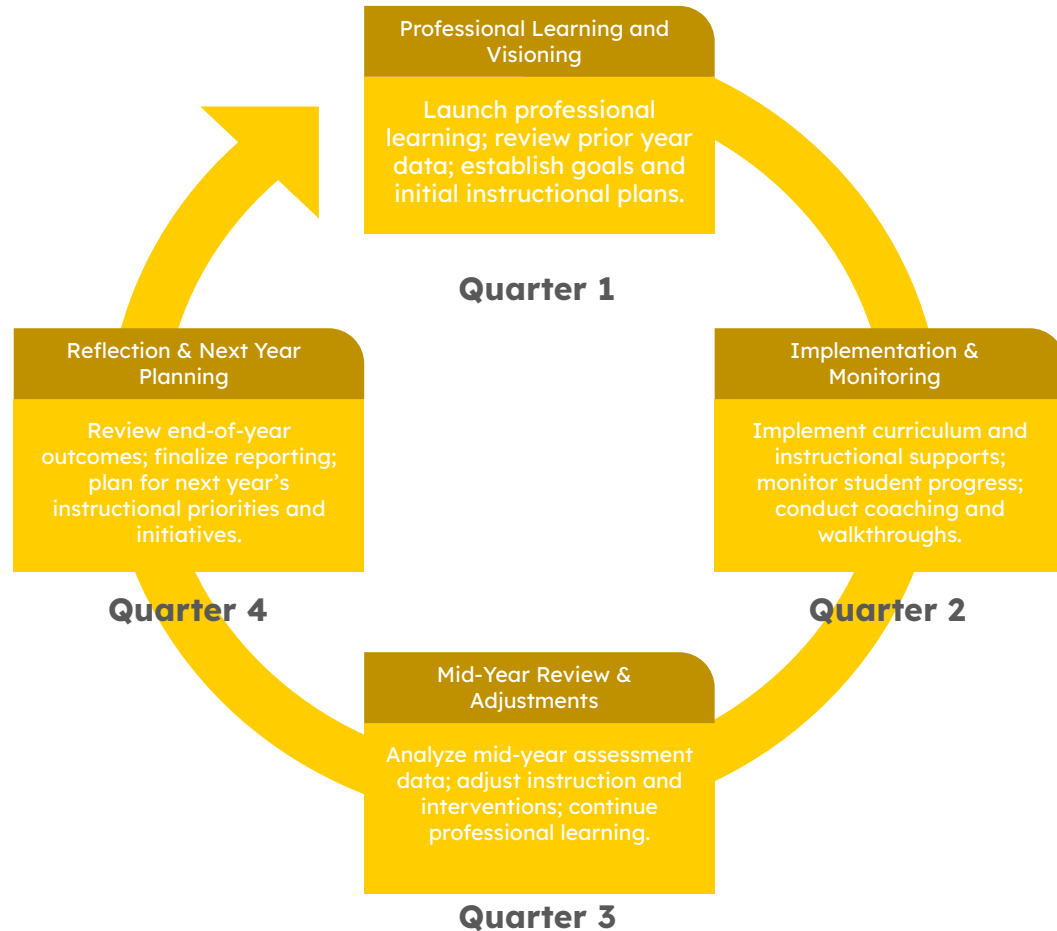 Professional Learning and
Visioning
Launch professional
learning; review prior year
data; establish goals and
initial instructional plans.
Quarter 1
Implementation &
Monitoring
Implement curriculum and
instructional supports;
monitor student progress;
conduct coaching and
walkthroughs.
Quarter 2
Mid-Year Review &
Adjustments
Analyze mid-year assessment
data; adjust instruction and
interventions; continue
professional learning.
Quarter 3
Reflection & Next Year
Planning
Review end-of-year
outcomes; finalize reporting;
plan for next year’s
instructional priorities and
initiatives.
Quarter 4